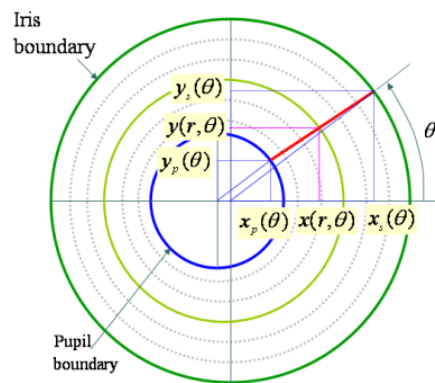 Iris
boundary
y_s(θ)
y(r,θ)
y_p(θ)
θ
x_p(θ) x(r,θ) x_s(θ)
Pupil
boundary